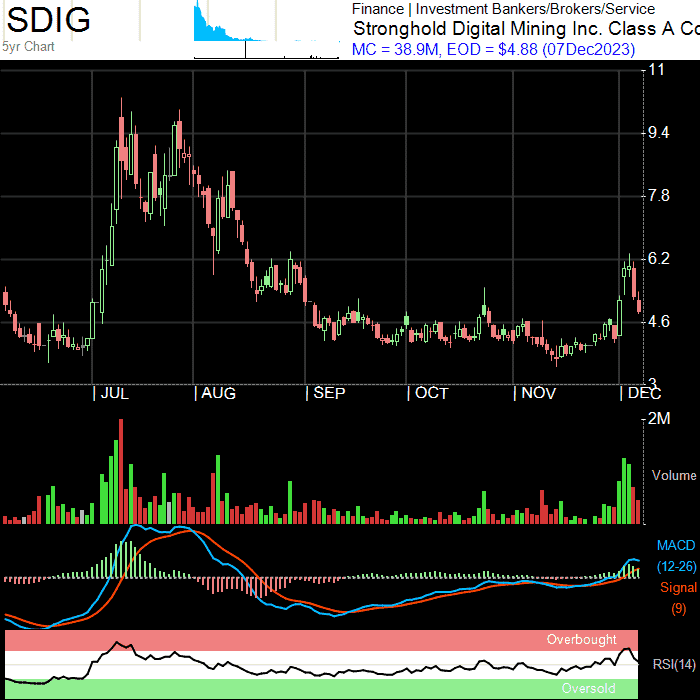 SDIG
5yr Chart
Finance | Investment Bankers/Brokers/Service
Stronghold Digital Mining Inc. Class A Co
MC = 38.9M, EOD = $4.88 (07Dec2023)
11
9.4
7.8
6.2
4.6
3
JUL
AUG
SEP
OCT
NOV
DEC
2M
Volume
MACD
(12-26)
Signal
(9)
Overbought
RSI(14)
Oversold